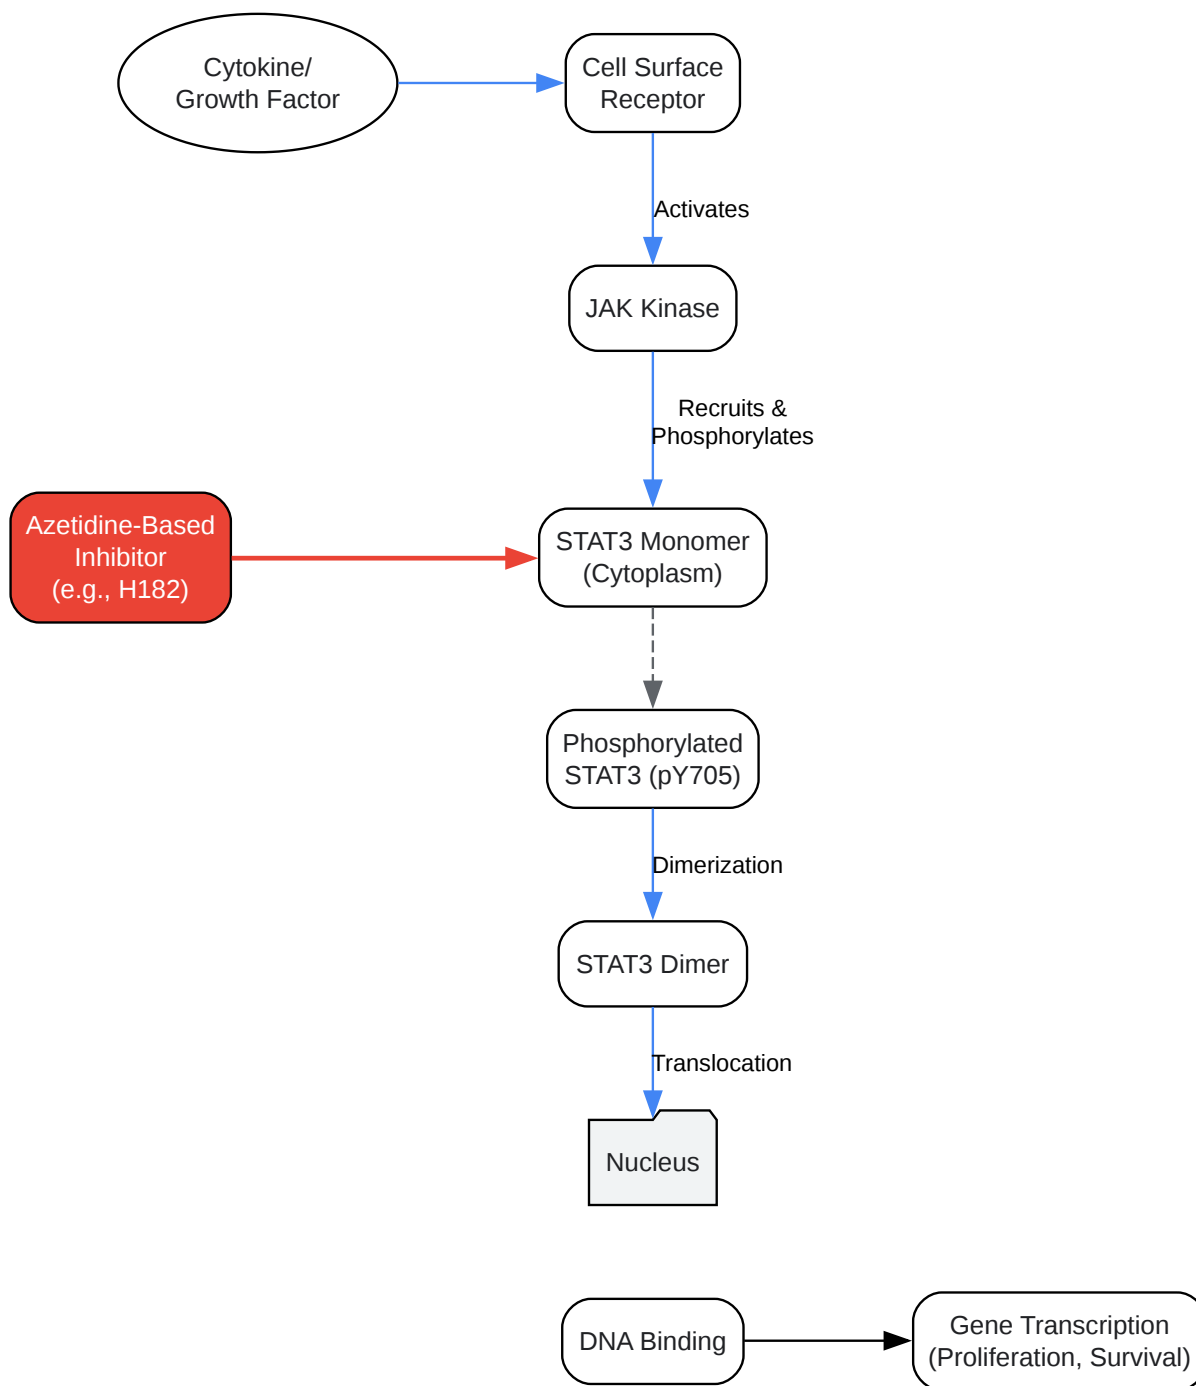 Cytokine/
Growth Factor
Cell Surface
Receptor
Activates
JAK Kinase
Recruits &
Phosphorylates
Azetidine-Based
Inhibitor
(e.g., H182)
STAT3 Monomer
(Cytoplasm)
Phosphorylated
STAT3 (pY705)
Dimerization
STAT3 Dimer
Translocation
Nucleus
DNA Binding
Gene Transcription
(Proliferation, Survival)